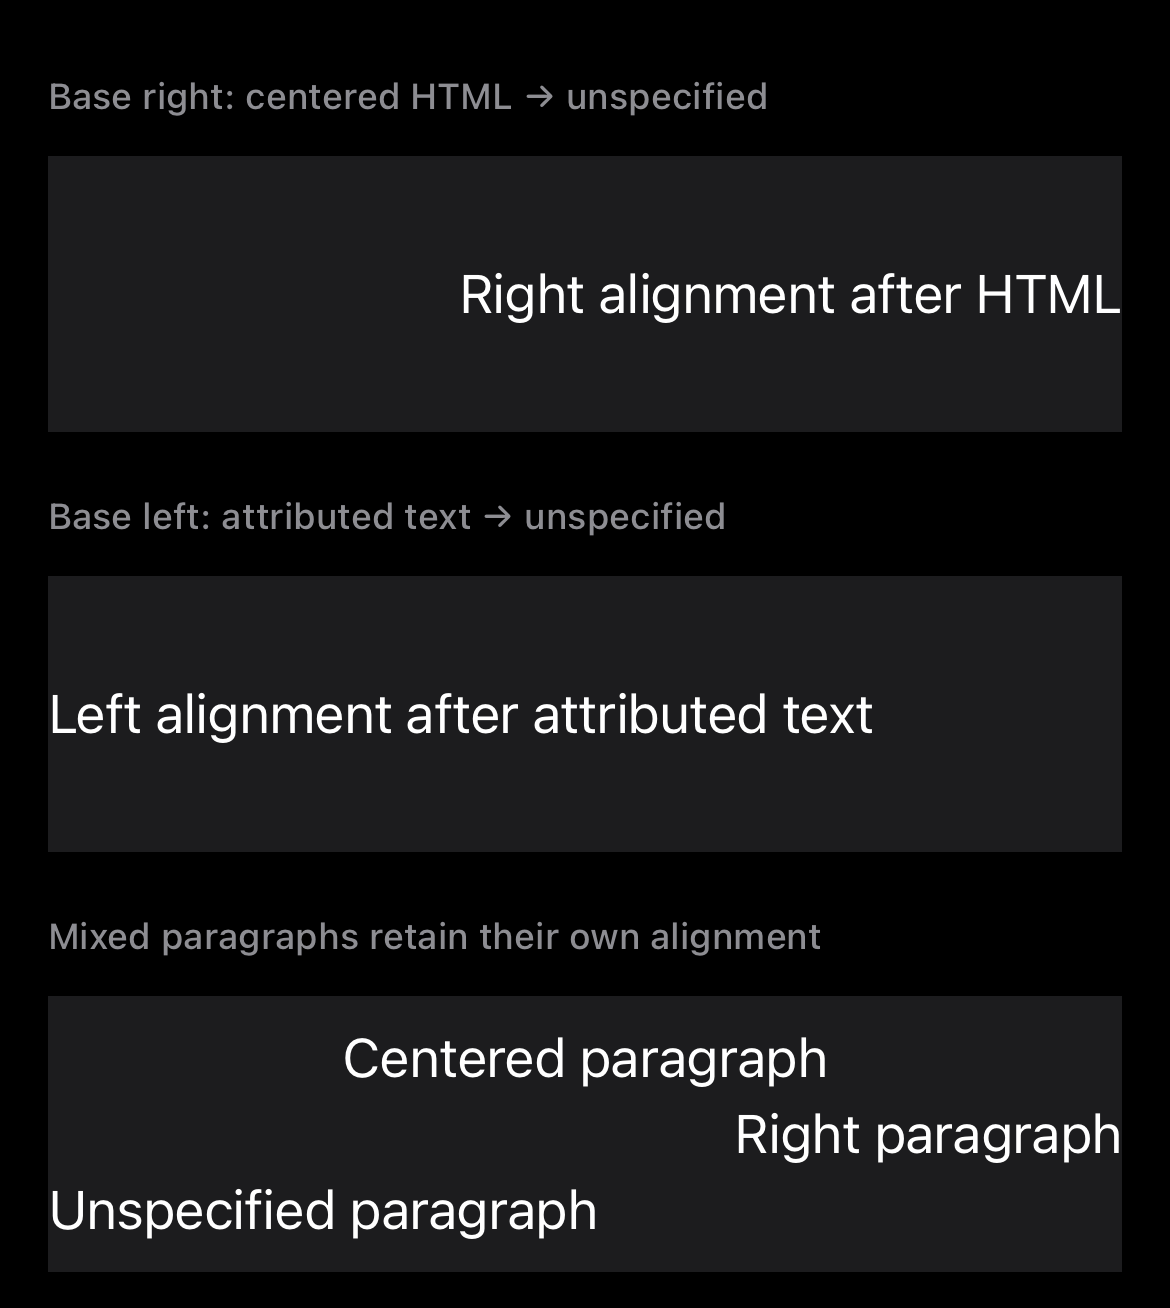 Base right: centered HTML → unspecified
Right alignment after HTML
Base left: attributed text → unspecified
Left alignment after attributed text
Mixed paragraphs retain their own alignment
Centered paragraph
Right paragraph
Unspecified paragraph